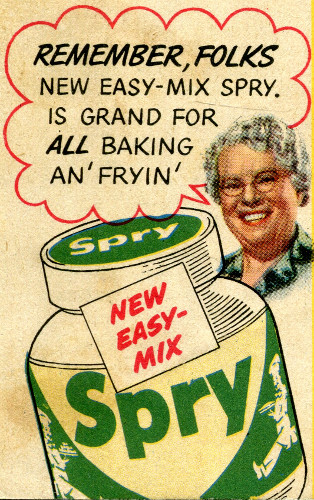 REMEMBER, FOLKS
NEW EASY-MIX SPRY.
IS GRAND FOR
ALL BAKING
AN' FRYIN'
Spry
NEW
EASY-
MIX
Spry